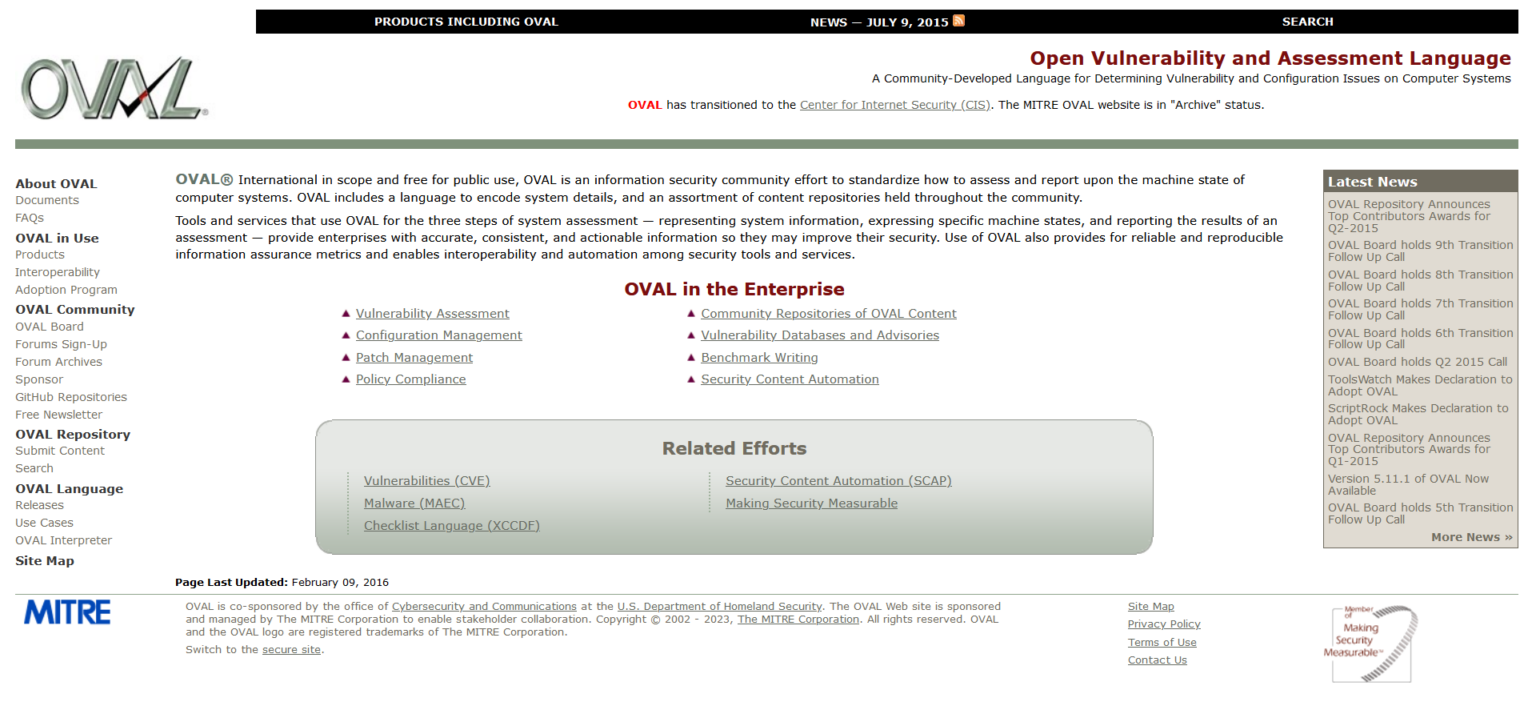 PRODUCTS INCLUDING OVAL
NEWS — JULY 9, 2015
SEARCH
OVAL®
Open Vulnerability and Assessment Language
A Community-Developed Language for Determining Vulnerability and Configuration Issues on Computer Systems
OVAL has transitioned to the Center for Internet Security (CIS). The MITRE OVAL website is in "Archive" status.
About OVAL
Documents
FAQs
OVAL in Use
Products
Interoperability
Adoption Program
OVAL Community
OVAL Board
Forums Sign-Up
Forum Archives
Sponsor
GitHub Repositories
Free Newsletter
OVAL Repository
Submit Content
Search
OVAL Language
Releases
Use Cases
OVAL Interpreter
Site Map
OVAL® International in scope and free for public use, OVAL is an information security community effort to standardize how to assess and report upon the machine state of
computer systems. OVAL includes a language to encode system details, and an assortment of content repositories held throughout the community.
Tools and services that use OVAL for the three steps of system assessment — representing system information, expressing specific machine states, and reporting the results of an
assessment — provide enterprises with accurate, consistent, and actionable information so they may improve their security. Use of OVAL also provides for reliable and reproducible
information assurance metrics and enables interoperability and automation among security tools and services.
OVAL in the Enterprise
Vulnerability Assessment
Configuration Management
Patch Management
Policy Compliance
Community Repositories of OVAL Content
Vulnerability Databases and Advisories
Benchmark Writing
Security Content Automation
Related Efforts
Vulnerabilities (CVE)
Malware (MAEC)
Checklist Language (XCCDF)
Security Content Automation (SCAP)
Making Security Measurable
Page Last Updated: February 09, 2016
Latest News
OVAL Repository Announces
Top Contributors Awards for
Q2-2015
OVAL Board holds 9th Transition
Follow Up Call
OVAL Board holds 8th Transition
Follow Up Call
OVAL Board holds 7th Transition
Follow Up Call
OVAL Board holds 6th Transition
Follow Up Call
OVAL Board holds Q2 2015 Call
ToolsWatch Makes Declaration to
Adopt OVAL
ScriptRock Makes Declaration to
Adopt OVAL
OVAL Repository Announces
Top Contributors Awards for
Q1-2015
Version 5.11.1 of OVAL Now
Available
OVAL Board holds 5th Transition
Follow Up Call
More News »
MITRE
OVAL is co-sponsored by the office of Cybersecurity and Communications at the U.S. Department of Homeland Security. The OVAL Web site is sponsored
and managed by The MITRE Corporation to enable stakeholder collaboration. Copyright © 2002 - 2023, The MITRE Corporation. All rights reserved. OVAL
and the OVAL logo are registered trademarks of The MITRE Corporation.
Switch to the secure site.
Site Map
Privacy Policy
Terms of Use
Contact Us
Member
of
Making
Security
Measurable™